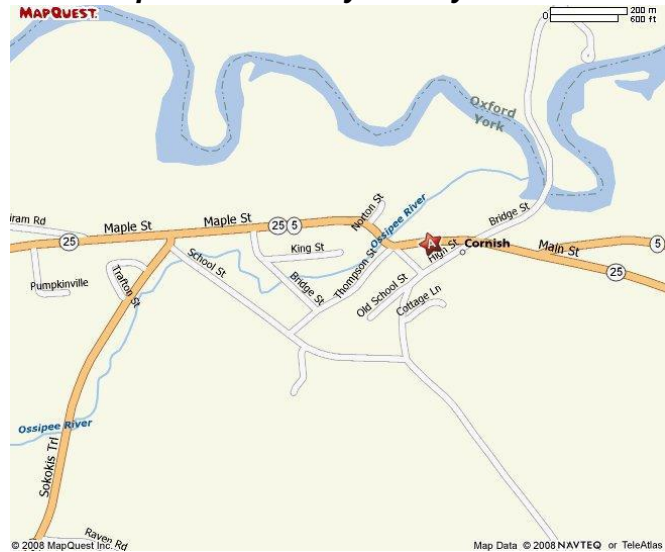 MAPQUEST.
200 m
0
600 ft
Oxford
York
Norton St
Ossipee River
Bridge St
iram Rd
25
Maple St
Maple St
25
5
A
High St
Cornish
Main St
5
25
King St
School St
Thompson St
Pumpkinville
Trafton St
Bridge St
Old School St
Cottage Ln
Ossipee River
Sokokis Trl
Raven Rd
© 2008 MapQuest Inc.
Map Data © 2008 NAVTEQ or TeleAtlas